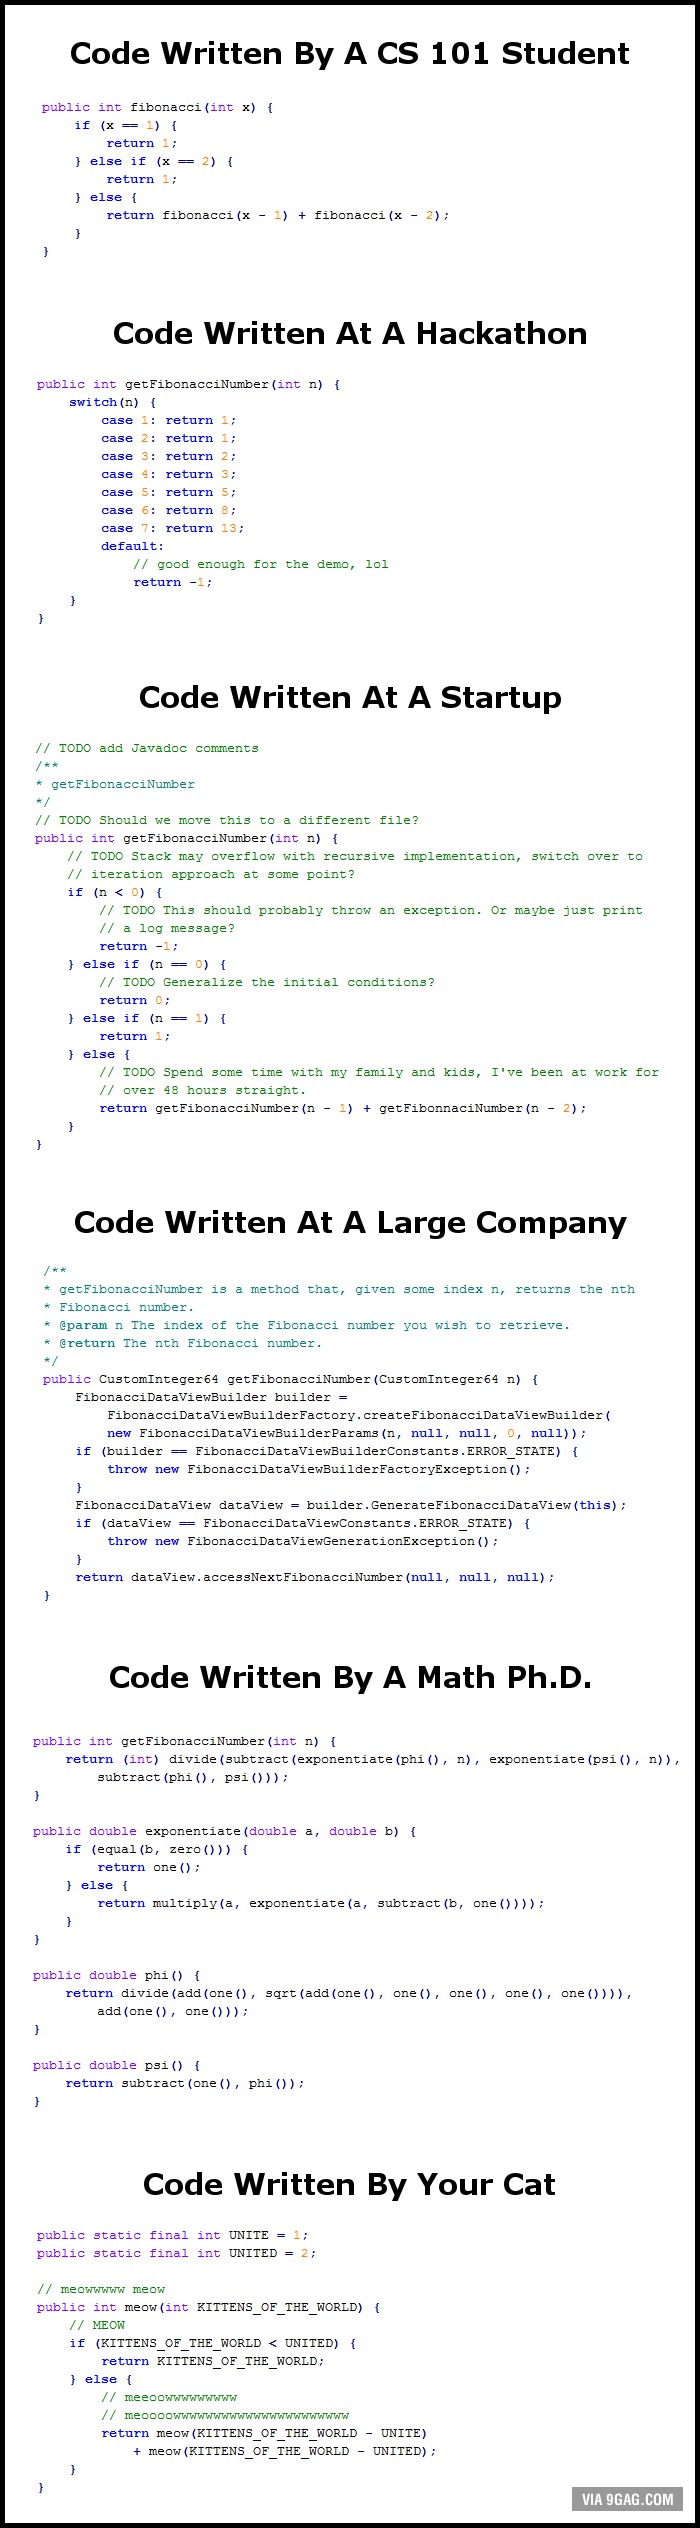 Code Written By A CS 101 Student
public int fibonacci(int x) {
    if (x == 1) {
        return 1;
    } else if (x == 2) {
        return 1;
    } else {
        return fibonacci(x - 1) + fibonacci(x - 2);
    }
}
Code Written At A Hackathon
public int getFibonacciNumber(int n) {
    switch(n) {
        case 1: return 1;
        case 2: return 1;
        case 3: return 2;
        case 4: return 3;
        case 5: return 5;
        case 6: return 8;
        case 7: return 13;
        default:
            // good enough for the demo, lol
            return -1;
    }
}
Code Written At A Startup
// TODO add Javadoc comments
/**
* getFibonacciNumber
*/
// TODO Should we move this to a different file?
public int getFibonacciNumber(int n) {
    // TODO Stack may overflow with recursive implementation, switch over to
    // iteration approach at some point?
    if (n < 0) {
        // TODO This should probably throw an exception. Or maybe just print
        // a log message?
        return -1;
    } else if (n == 0) {
        // TODO Generalize the initial conditions?
        return 0;
    } else if (n == 1) {
        return 1;
    } else {
        // TODO Spend some time with my family and kids, I've been at work for
        // over 48 hours straight.
        return getFibonacciNumber(n - 1) + getFibonnaciNumber(n - 2);
    }
}
Code Written At A Large Company
/**
* getFibonacciNumber is a method that, given some index n, returns the nth
* Fibonacci number.
* @param n The index of the Fibonacci number you wish to retrieve.
* @return The nth Fibonacci number.
*/
public CustomInteger64 getFibonacciNumber(CustomInteger64 n) {
    FibonacciDataViewBuilder builder =
        FibonacciDataViewBuilderFactory.createFibonacciDataViewBuilder(
        new FibonacciDataViewBuilderParams(n, null, null, 0, null));
    if (builder == FibonacciDataViewBuilderConstants.ERROR_STATE) {
        throw new FibonacciDataViewBuilderFactoryException();
    }
    FibonacciDataView dataView = builder.GenerateFibonacciDataView(this);
    if (dataView == FibonacciDataViewConstants.ERROR_STATE) {
        throw new FibonacciDataViewGenerationException();
    }
    return dataView.accessNextFibonacciNumber(null, null, null);
}
Code Written By A Math Ph.D.
public int getFibonacciNumber(int n) {
    return (int) divide(subtract(exponentiate(phi(), n), exponentiate(psi(), n)),
        subtract(phi(), psi()));
}
public double exponentiate(double a, double b) {
    if (equal(b, zero())) {
        return one();
    } else {
        return multiply(a, exponentiate(a, subtract(b, one())));
    }
}
public double phi() {
    return divide(add(one(), sqrt(add(one(), one(), one(), one(), one()))),
        add(one(), one()));
}
public double psi() {
    return subtract(one(), phi());
}
Code Written By Your Cat
public static final int UNITE = 1;
public static final int UNITED = 2;
// meowwwww meow
public int meow(int KITTENS_OF_THE_WORLD) {
    // MEOW
    if (KITTENS_OF_THE_WORLD < UNITED) {
        return KITTENS_OF_THE_WORLD;
    } else {
        // meeoowwwwwwwww
        // meoooowwwwwwwwwwwwwwwwwwwwww
        return meow(KITTENS_OF_THE_WORLD - UNITE)
            + meow(KITTENS_OF_THE_WORLD - UNITED);
    }
}
VIA 9GAG.COM